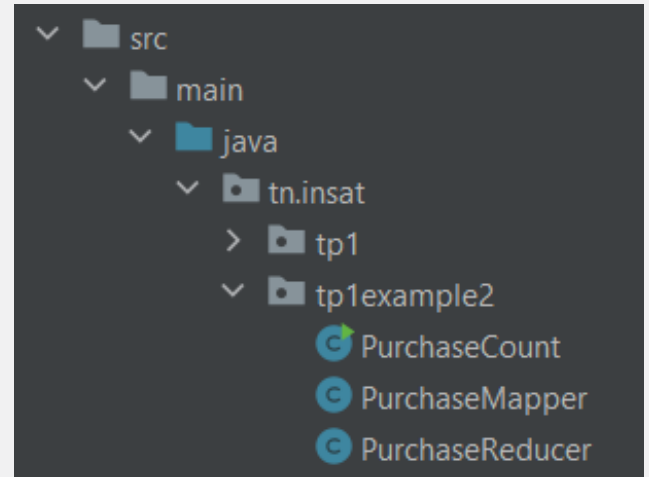 src
main
java
tn.insat
tp1
tp1example2
C PurchaseCount
C PurchaseMapper
C PurchaseReducer